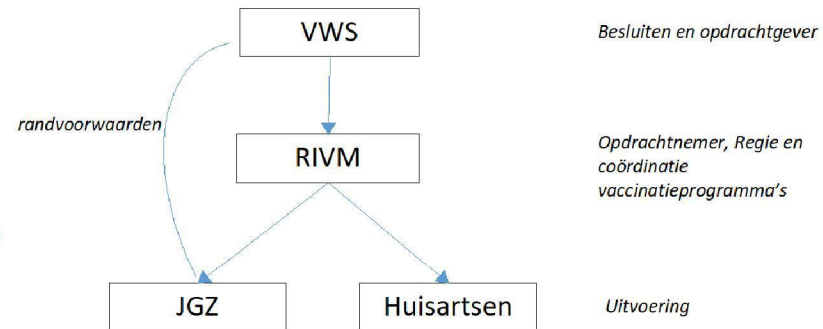 VWS
Besluiten en opdrachtgever
randvoorwaarden
RIVM
Opdrachtnemer, Regie en
coördinatie
vaccinatieprogramma's
JGZ
Huisartsen
Uitvoering